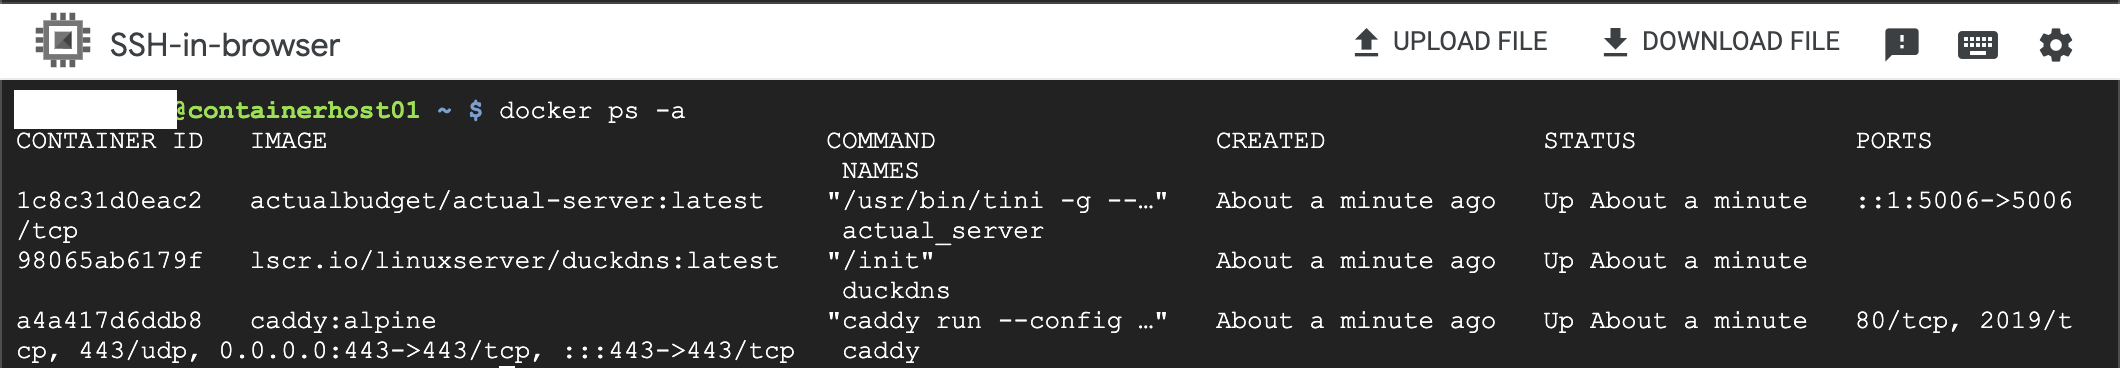 SSH-in-browser UPLOAD FILE DOWNLOAD FILE
@containerhost01 ~ $ docker ps -a
CONTAINER ID IMAGE COMMAND CREATED STATUS PORTS
NAMES
1c8c31d0eac2 actualbudget/actual-server:latest "/usr/bin/tini -g --…" About a minute ago Up About a minute ::1:5006->5006
/tcp actual_server
98065ab6179f lscr.io/linuxserver/duckdns:latest "/init" About a minute ago Up About a minute
duckdns
a4a417d6ddb8 caddy:alpine "caddy run --config …" About a minute ago Up About a minute 80/tcp, 2019/t
cp, 443/udp, 0.0.0.0:443->443/tcp, :::443->443/tcp caddy